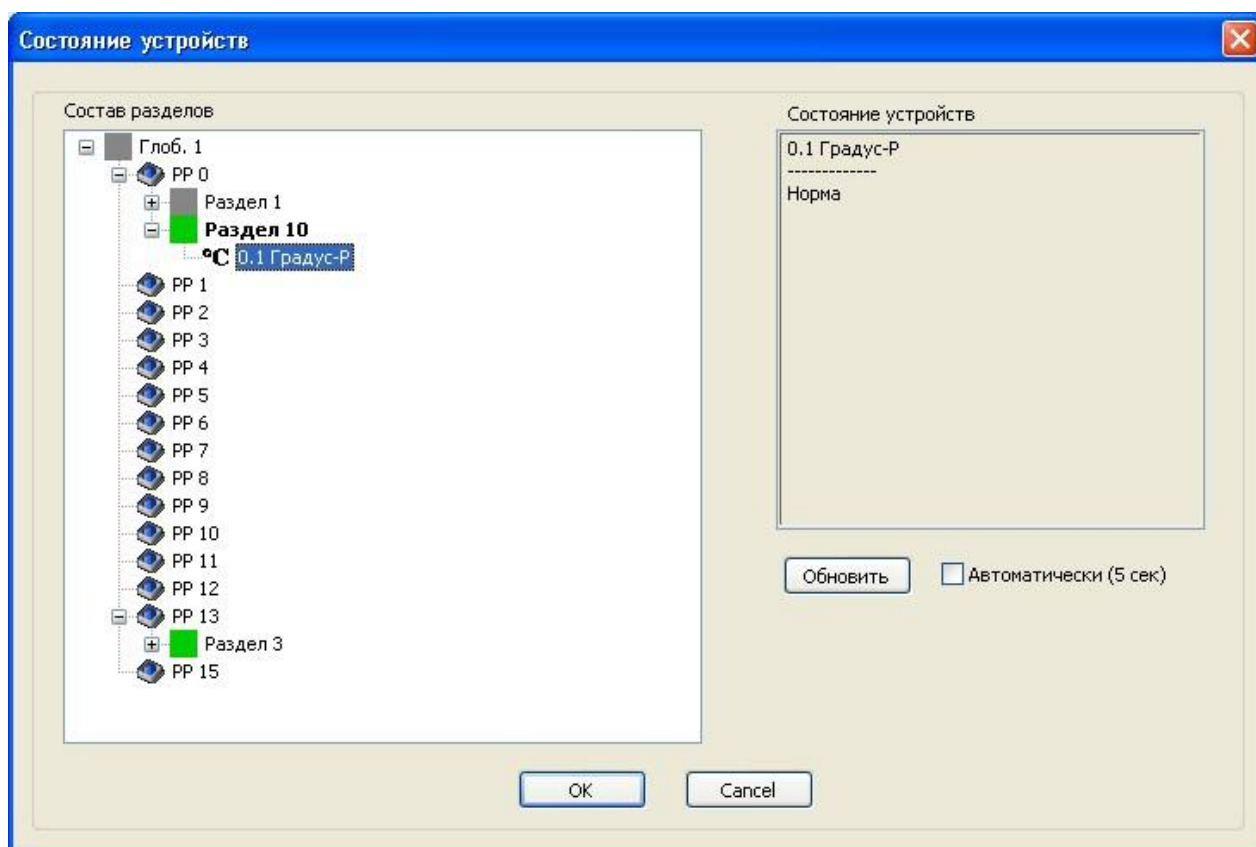 Состояние устройств
Состав разделов
Глоб. 1
РР 0
Раздел 1
Раздел 10
°C 0.1 Градус-Р
РР 1
РР 2
РР 3
РР 4
РР 5
РР 6
РР 7
РР 8
РР 9
РР 10
РР 11
РР 12
РР 13
Раздел 3
РР 15
Состояние устройств
0.1 Градус-Р
-------------
Норма
Обновить
Автоматически (5 сек)
OK
Cancel